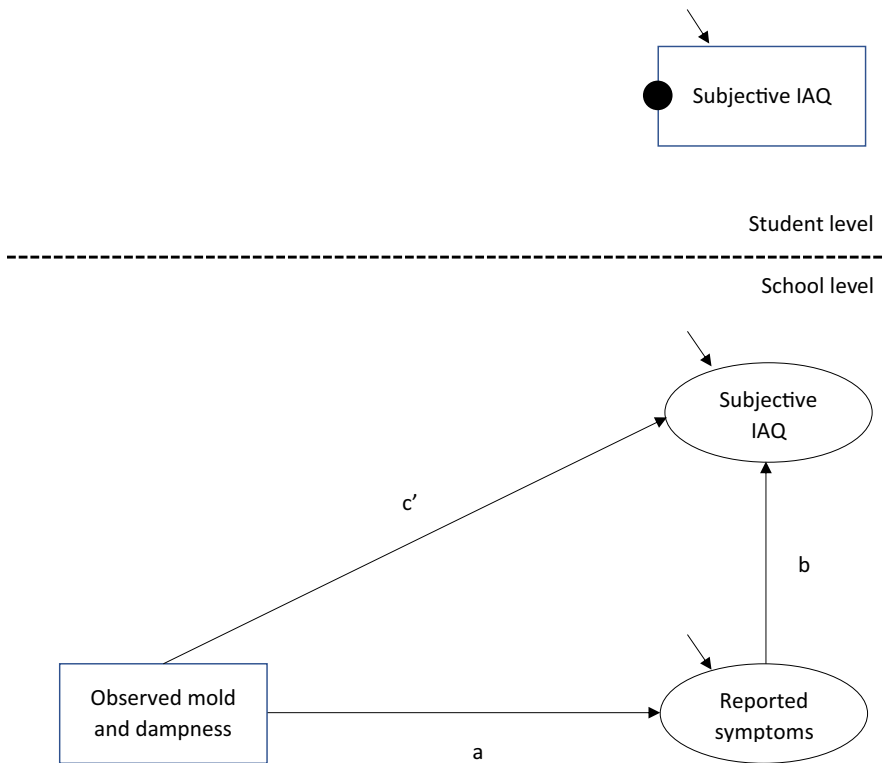 Subjective IAQ
Student level
School level
Subjective
IAQ
c’
b
Observed mold
and dampness
Reported
symptoms
a